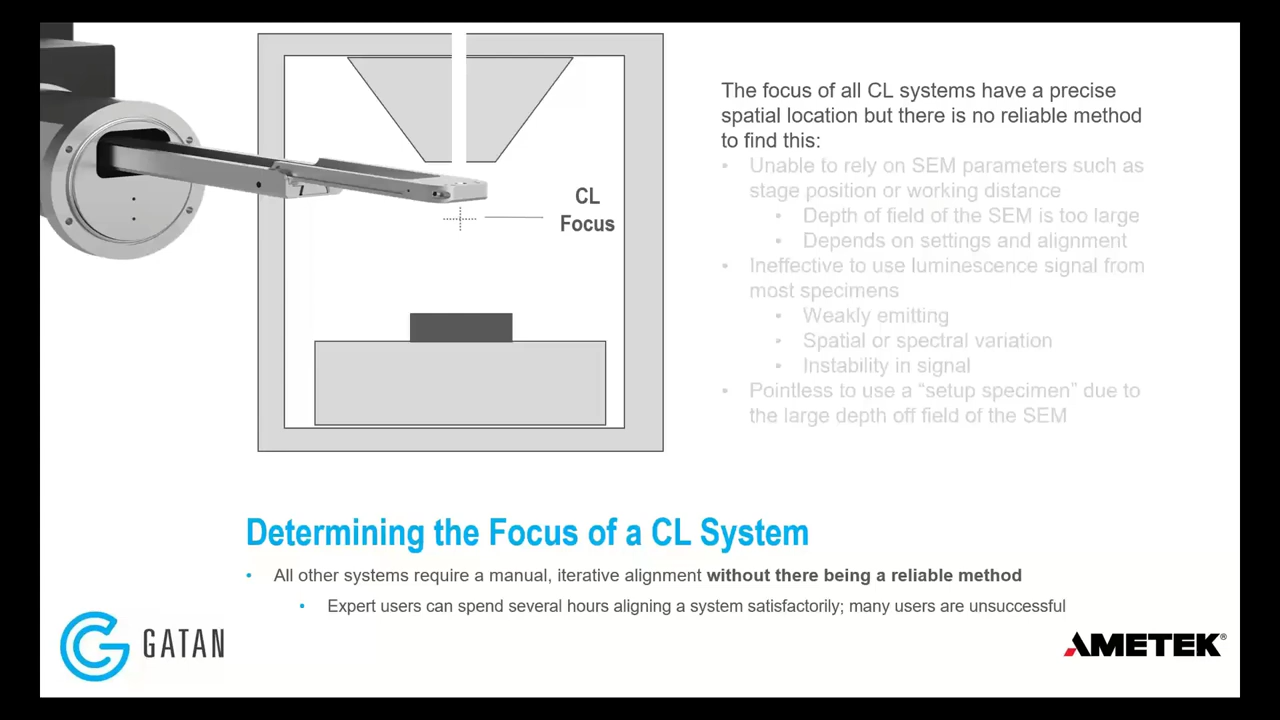 The focus of all CL systems have a precise
spatial location but there is no reliable method
to find this:
• Unable to rely on SEM parameters such as
stage position or working distance
• Depth of field of the SEM is too large
• Depends on settings and alignment
• Ineffective to use luminescence signal from
most specimens
• Weakly emitting
• Spatial or spectral variation
• Instability in signal
• Pointless to use a “setup specimen” due to
the large depth off field of the SEM
CL
Focus
Determining the Focus of a CL System
• All other systems require a manual, iterative alignment without there being a reliable method
• Expert users can spend several hours aligning a system satisfactorily; many users are unsuccessful
GATAN
AMETEK®